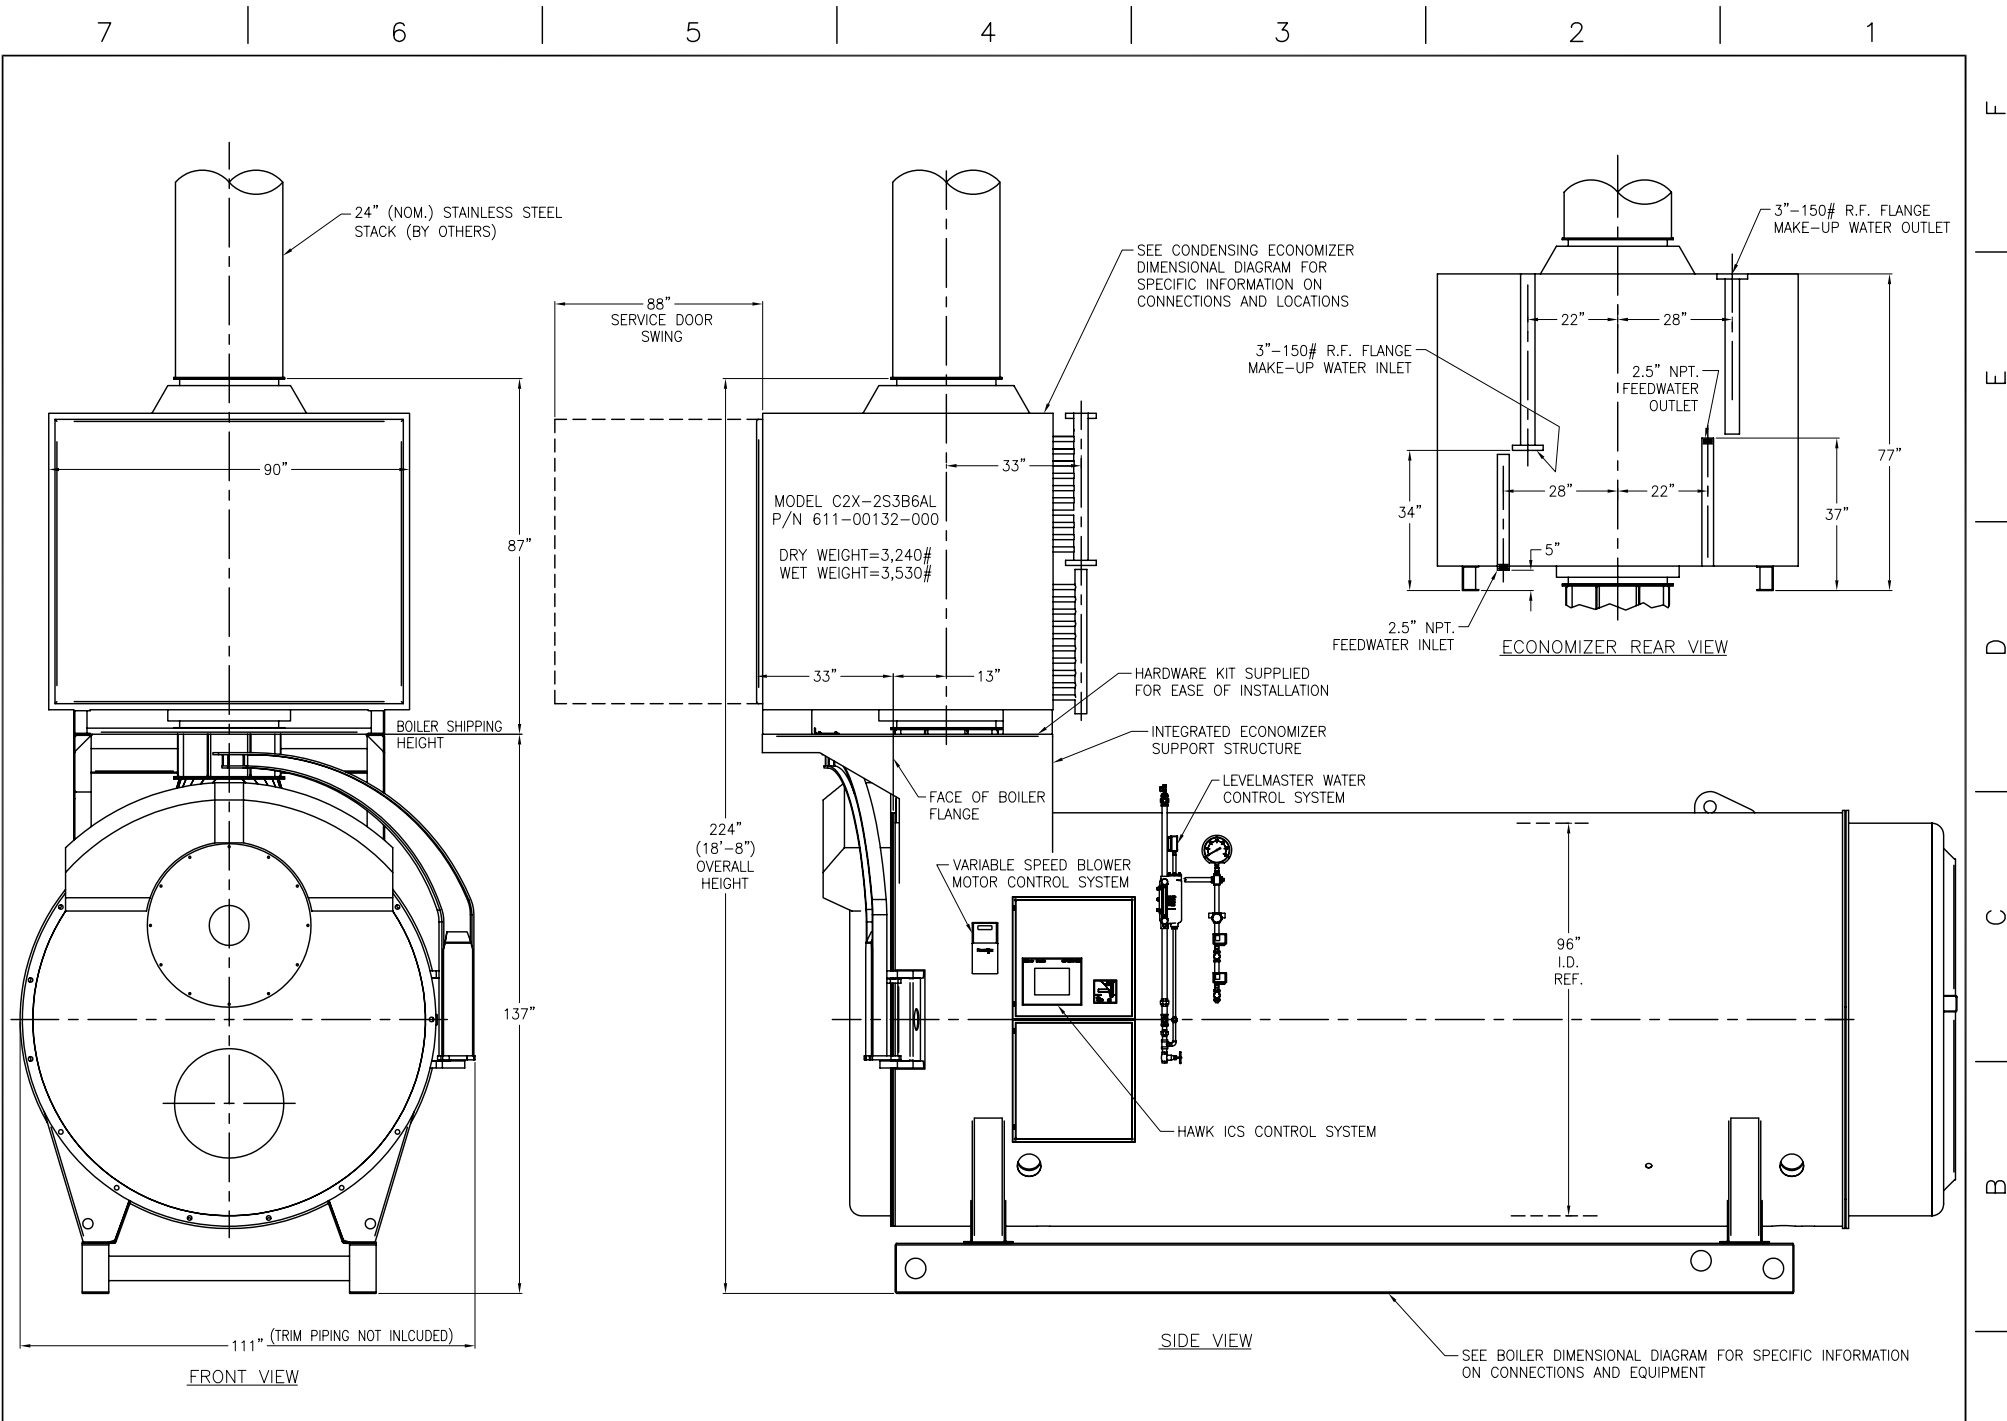 7 6 5 4 3 2 1
F
E
D
C
B
24" (NOM.) STAINLESS STEEL
STACK (BY OTHERS)
90"
87"
BOILER SHIPPING
HEIGHT
137"
111" (TRIM PIPING NOT INLCUDED)
FRONT VIEW
88"
SERVICE DOOR
SWING
SEE CONDENSING ECONOMIZER
DIMENSIONAL DIAGRAM FOR
SPECIFIC INFORMATION ON
CONNECTIONS AND LOCATIONS
33"
MODEL C2X-2S3B6AL
P/N 611-00132-000
DRY WEIGHT=3,240#
WET WEIGHT=3,530#
33"
13"
HARDWARE KIT SUPPLIED
FOR EASE OF INSTALLATION
INTEGRATED ECONOMIZER
SUPPORT STRUCTURE
LEVELMASTER WATER
CONTROL SYSTEM
FACE OF BOILER
FLANGE
224"
(18'-8")
OVERALL
HEIGHT
VARIABLE SPEED BLOWER
MOTOR CONTROL SYSTEM
96"
I.D.
REF.
HAWK ICS CONTROL SYSTEM
SIDE VIEW
SEE BOILER DIMENSIONAL DIAGRAM FOR SPECIFIC INFORMATION
ON CONNECTIONS AND EQUIPMENT
3"-150# R.F. FLANGE
MAKE-UP WATER OUTLET
22"
28"
3"-150# R.F. FLANGE
MAKE-UP WATER INLET
2.5" NPT.
FEEDWATER
OUTLET
77"
28"
22"
34"
37"
5"
2.5" NPT.
FEEDWATER INLET
ECONOMIZER REAR VIEW